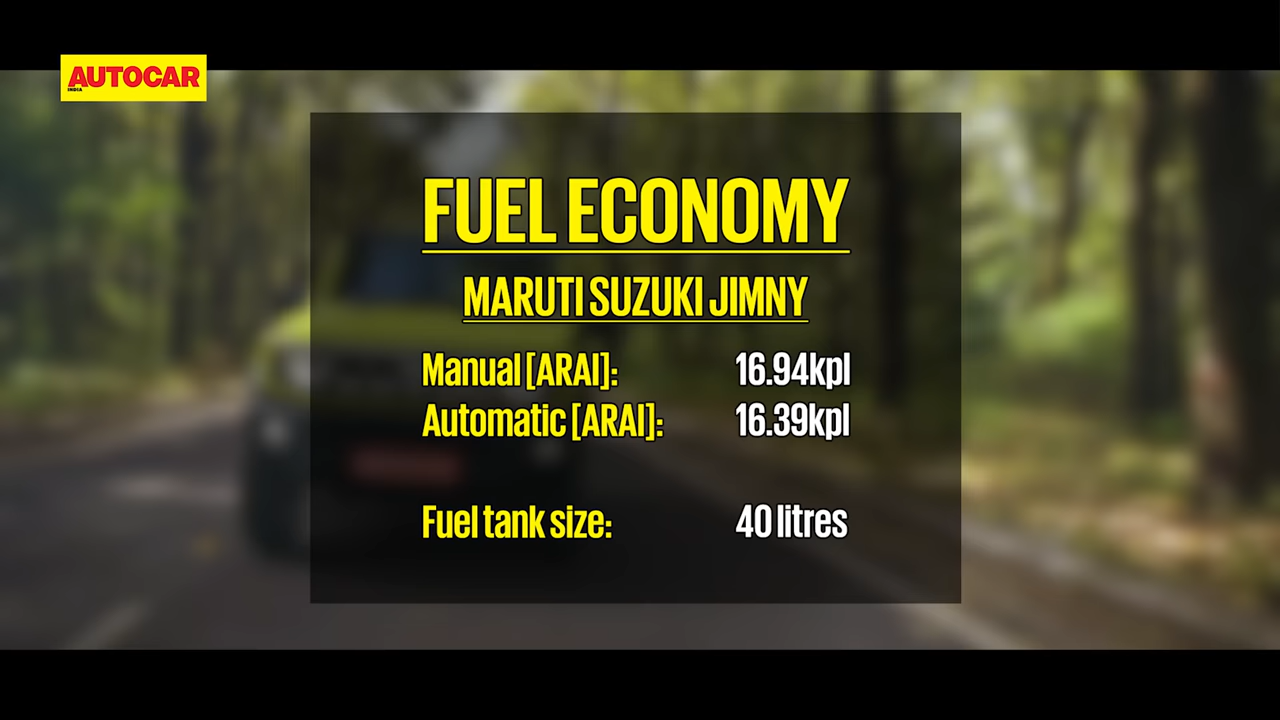 AUTOCAR
INDIA
FUEL ECONOMY
MARUTI SUZUKI JIMNY
Manual [ARAI]: 16.94kpl
Automatic [ARAI]: 16.39kpl
Fuel tank size: 40 litres